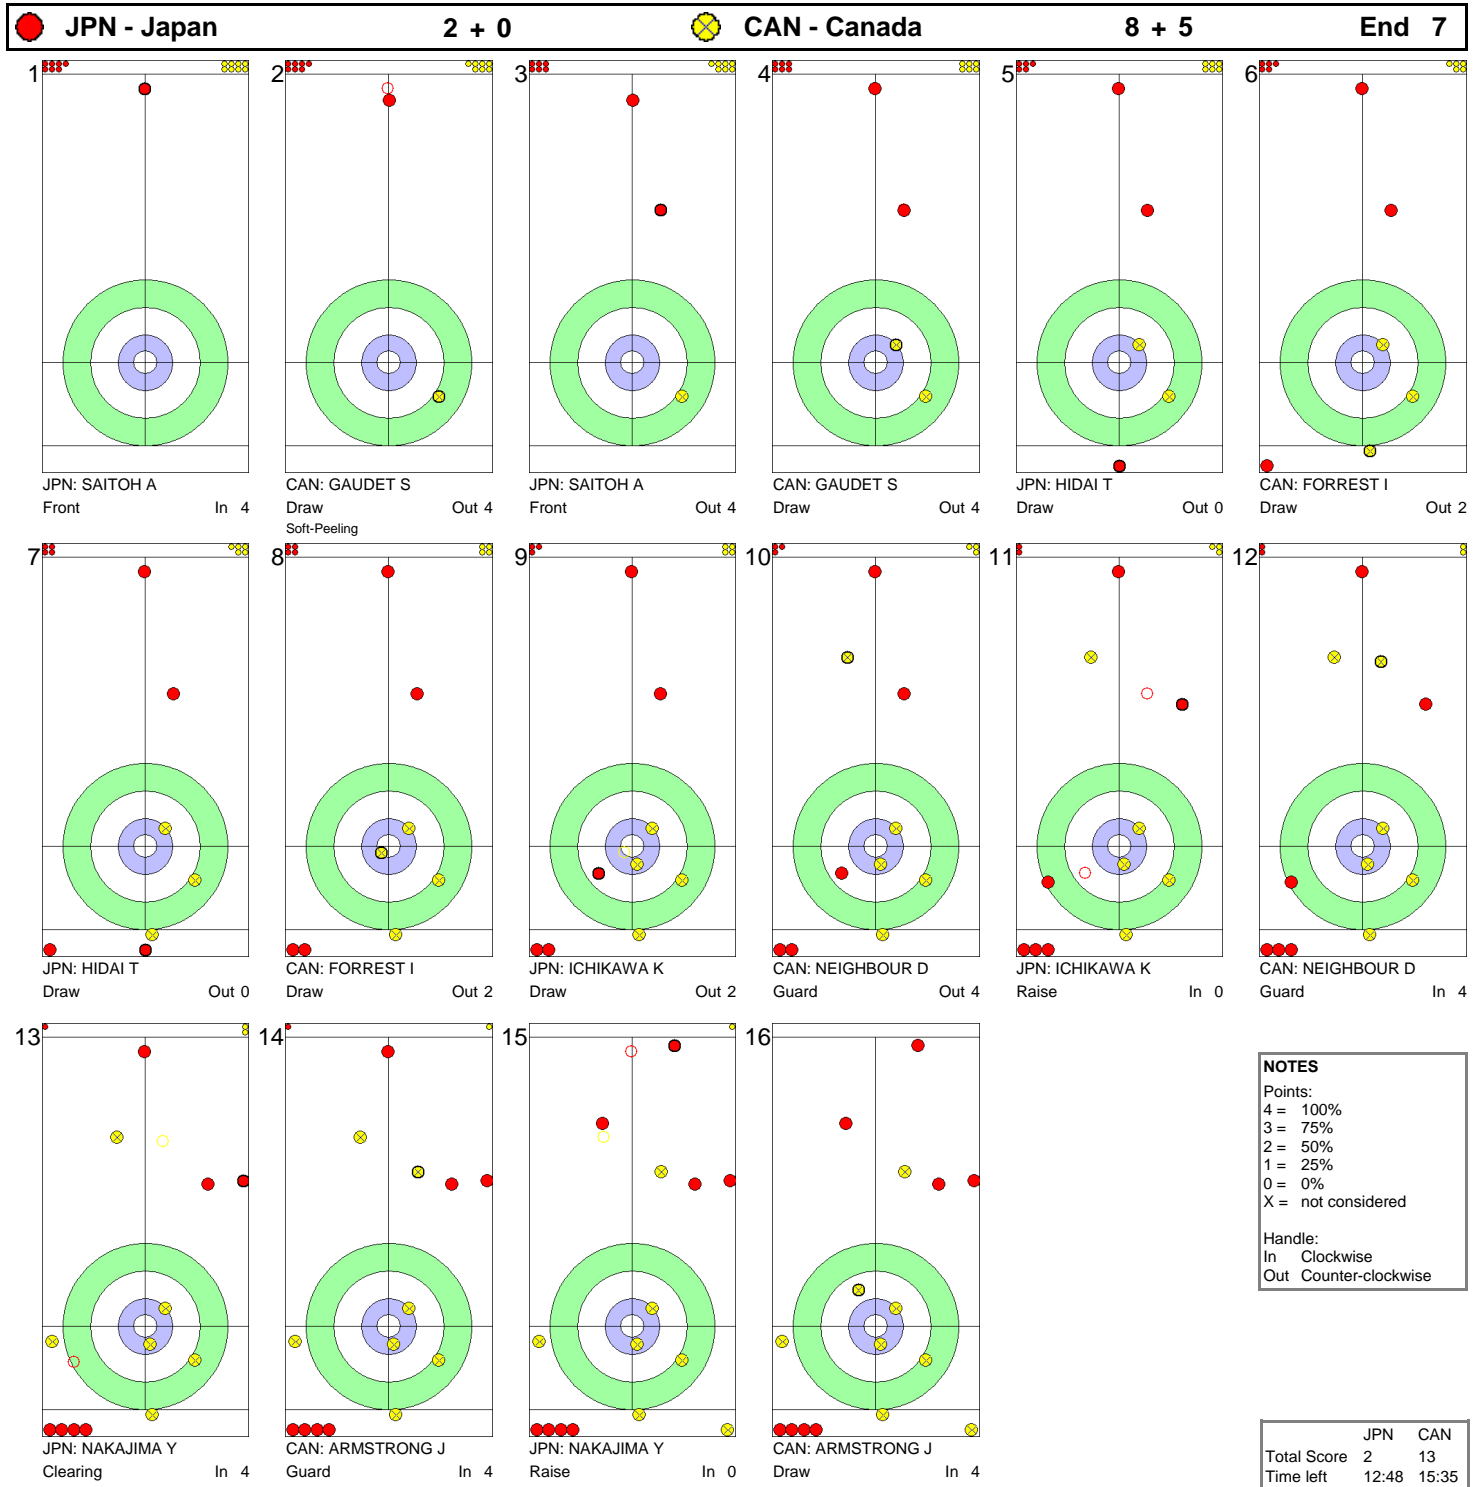 JPN - Japan 2 + 0 CAN - Canada 8 + 5 End 7
1 2 3 4 5 6
JPN: SAITOH A CAN: GAUDET S JPN: SAITOH A CAN: GAUDET S JPN: HIDAI T CAN: FORREST I
Front In 4 Draw Out 4 Front Out 4 Draw Out 4 Draw Out 0 Draw Out 2
Soft-Peeling
7 8 9 10 11 12
JPN: HIDAI T CAN: FORREST I JPN: ICHIKAWA K CAN: NEIGHBOUR D JPN: ICHIKAWA K CAN: NEIGHBOUR D
Draw Out 0 Draw Out 2 Draw Out 2 Guard Out 4 Raise In 0 Guard In 4
13 14 15 16
JPN: NAKAJIMA Y CAN: ARMSTRONG J JPN: NAKAJIMA Y CAN: ARMSTRONG J
Clearing In 4 Guard In 4 Raise In 0 Draw In 4
NOTES
Points:
4 = 100%
3 = 75%
2 = 50%
1 = 25%
0 = 0%
X = not considered
Handle:
In Clockwise
Out Counter-clockwise
JPN CAN
Total Score 2 13
Time left 12:48 15:35